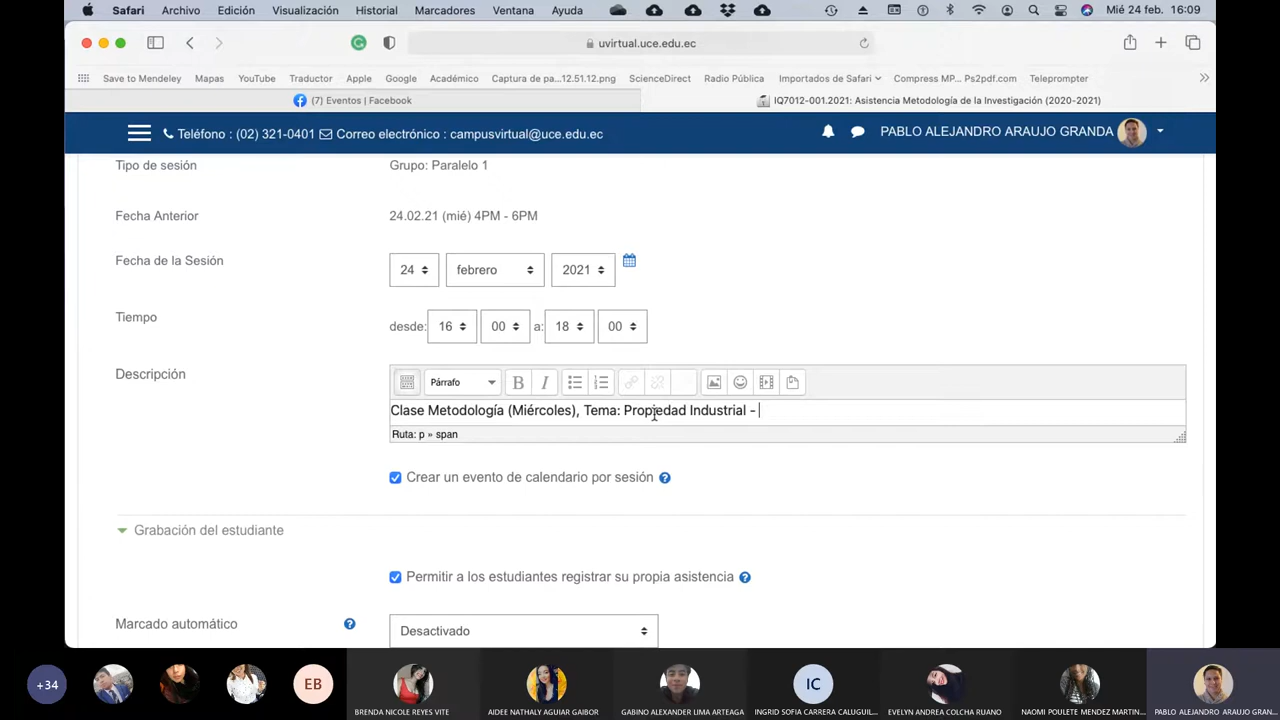 Safari Archivo Edición Visualización Historial Marcadores Ventana Ayuda Mié 24 feb. 16:09
uvirtual.uce.edu.ec
Save to Mendeley Mapas YouTube Traductor Apple Google Académico Captura de pa...12.51.12.png ScienceDirect Radio Pública Importados de Safari Compress MP... Ps2pdf.com Teleprompter
(7) Eventos | Facebook IQ7012-001.2021: Asistencia Metodología de la Investigación (2020-2021)
Teléfono : (02) 321-0401 Correo electrónico : campusvirtual@uce.edu.ec PABLO ALEJANDRO ARAUJO GRANDA
Tipo de sesión Grupo: Paralelo 1
Fecha Anterior 24.02.21 (mié) 4PM - 6PM
Fecha de la Sesión 24 febrero 2021
Tiempo desde: 16 00 a: 18 00
Descripción Párrafo B I
Clase Metodología (Miércoles), Tema: Propiedad Industrial -
Ruta: p » span
Crear un evento de calendario por sesión ?
Grabación del estudiante
Permitir a los estudiantes registrar su propia asistencia ?
Marcado automático ? Desactivado
+34 EB IC
BRENDA NICOLE REYES VITE AIDEE NATHALY AGUIAR GAIBOR GABINO ALEXANDER LIMA ARTEAGA INGRID SOFIA CARRERA CALUGUIL... EVELYN ANDREA COLCHA RUANO NAOMI POULETE MENDEZ MARTIN... PABLO ALEJANDRO ARAUJO GRAN...